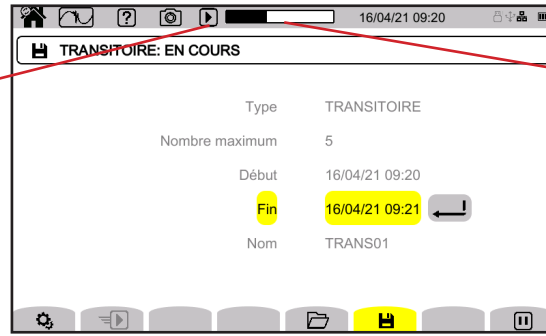 16/04/21 09:20
TRANSITOIRE: EN COURS
Type TRANSITOIRE
Nombre maximum 5
Début 16/04/21 09:20
Fin 16/04/21 09:21
Nom TRANS01